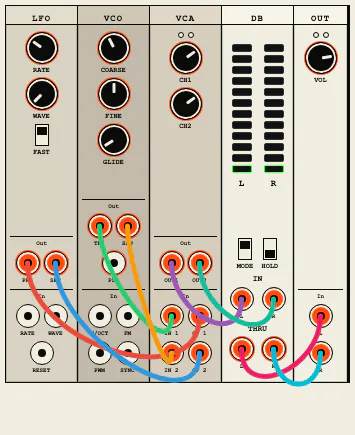 LFO
VCO
VCA
DB
OUT
RATE
COARSE
CH1
VOL
WAVE
FINE
CH2
FAST
GLIDE
L
R
Out
Out
Out
MODE
HOLD
IN
In
In
In
In
RATE
WAVE
V/OCT
FM
IN 1
THRU
RESET
PWM
SYNC
IN 2